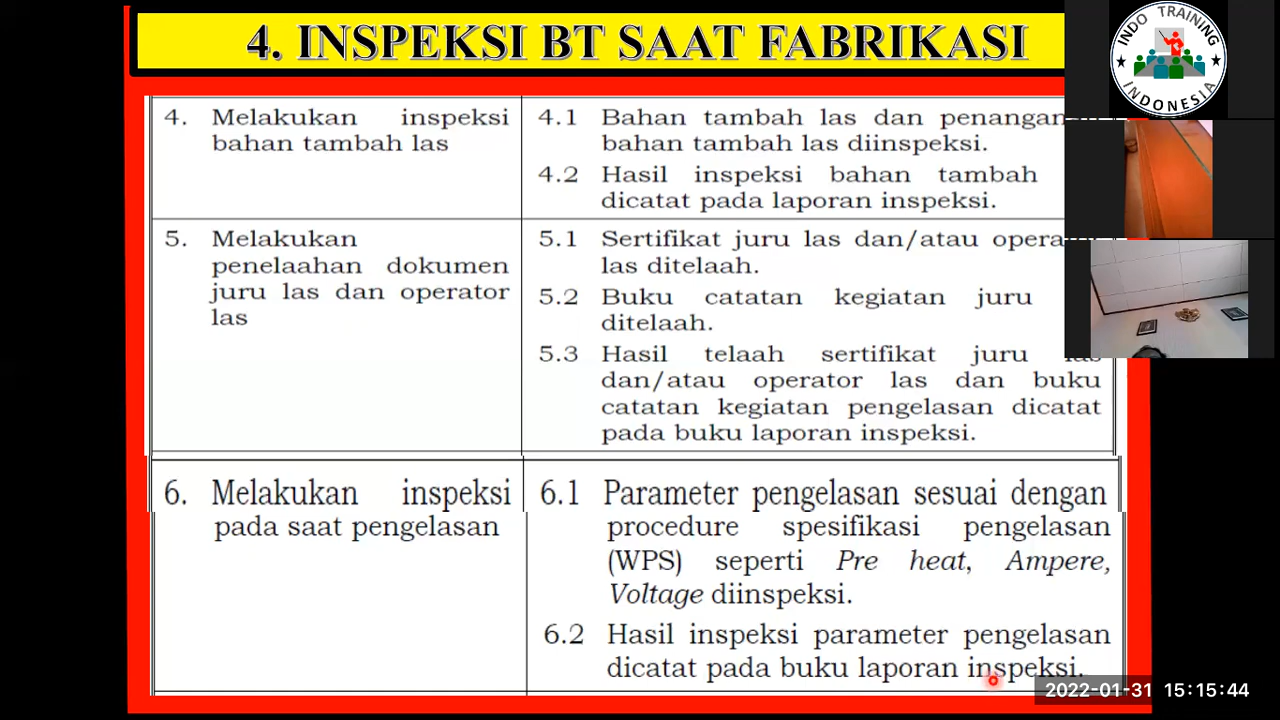 4. INSPEKSI BT SAAT FABRIKASI
4. Melakukan inspeksi
bahan tambah las
4.1 Bahan tambah las dan
bahan tambah las diinspeksi.
4.2 Hasil inspeksi bahan tambah
dicatat pada laporan inspeksi.
5. Melakukan
penelaahan dokumen
juru las dan operator
las
5.1 Sertifikat juru las dan/atau
las ditelaah.
5.2 Buku catatan kegiatan juru
ditelaah.
5.3 Hasil telaah sertifikat juru las
dan/atau operator las dan buku
catatan kegiatan pengelasan dicatat
pada buku laporan inspeksi.
6. Melakukan inspeksi
pada saat pengelasan
6.1 Parameter pengelasan sesuai dengan
procedure spesifikasi pengelasan
(WPS) seperti Pre heat, Ampere,
Voltage diinspeksi.
6.2 Hasil inspeksi parameter pengelasan
dicatat pada buku laporan inspeksi.
INDO TRAINING
INDONESIA
2022-01-31 15:15:44